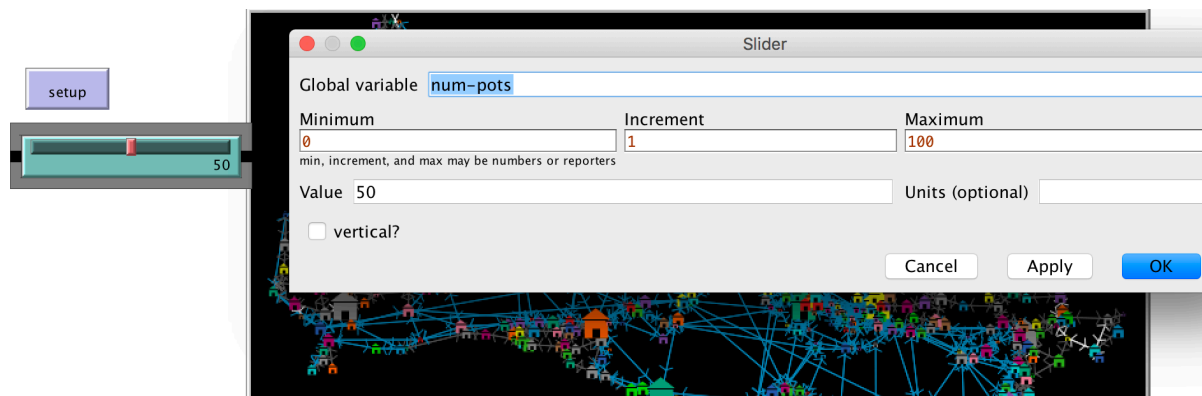 Slider
setup
50
Global variable num-pots
Minimum Increment Maximum
0 1 100
min, increment, and max may be numbers or reporters
Value 50 Units (optional)
vertical?
Cancel Apply OK